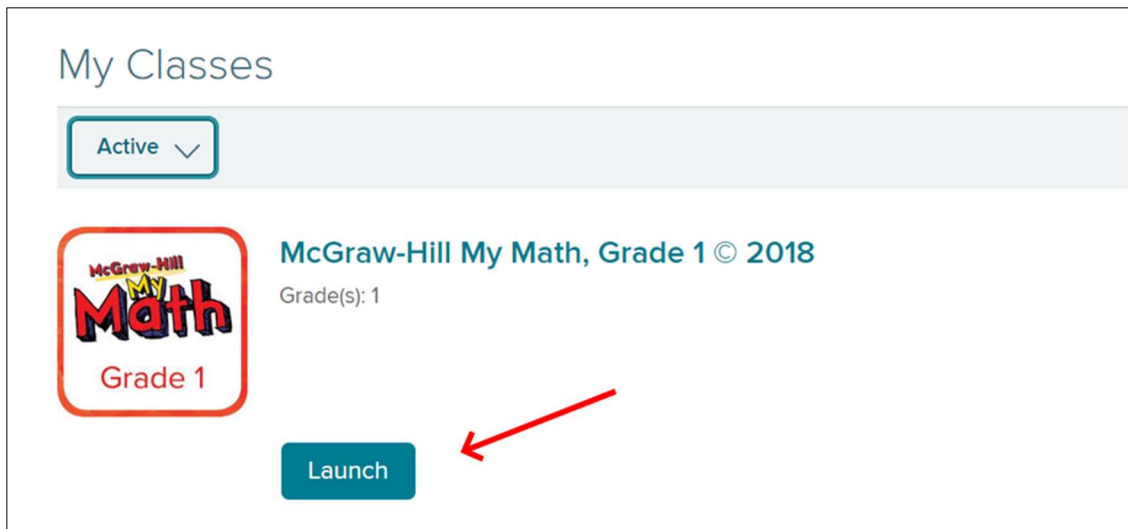 My Classes
Active
McGraw-Hill
My
Math
Grade 1
McGraw-Hill My Math, Grade 1 © 2018
Grade(s): 1
Launch